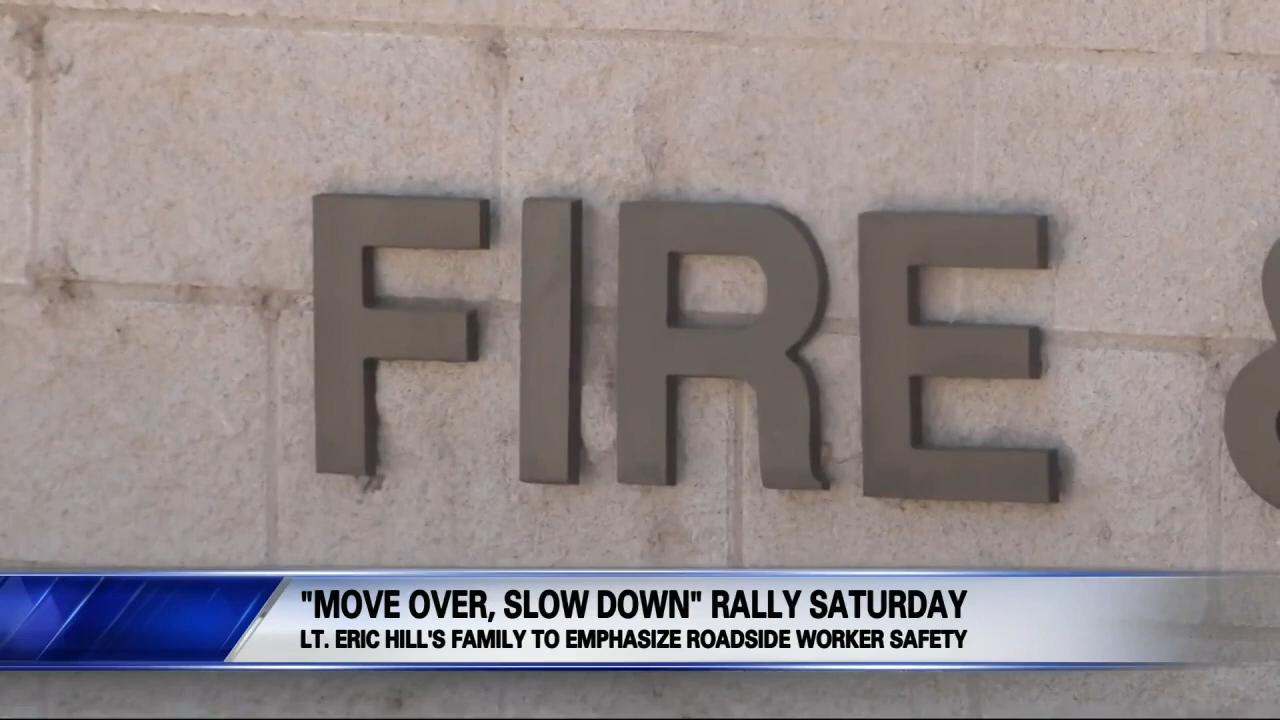 FIRE &
"MOVE OVER, SLOW DOWN" RALLY SATURDAY
LT. ERIC HILL'S FAMILY TO EMPHASIZE ROADSIDE WORKER SAFETY